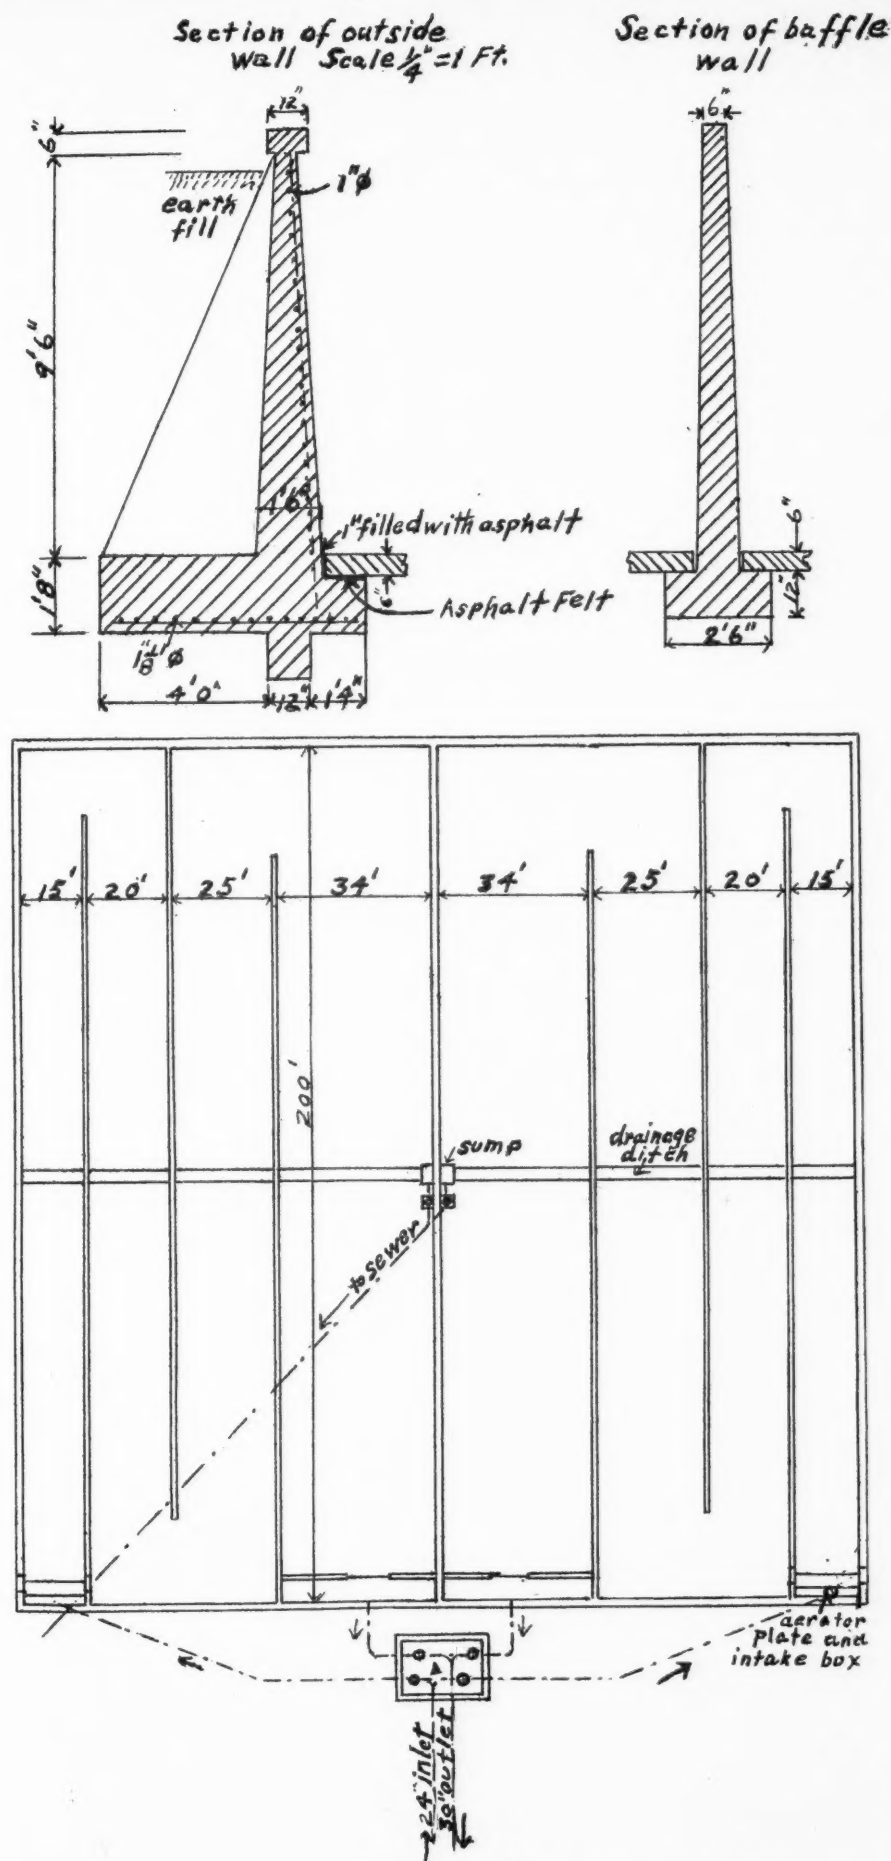 Section of outside
wall Scale ¼"=1 Ft.
Section of baffle
wall
12"
6"
6"
1"ø
earth
fill
9'6"
1'6"
1" filled with asphalt
6"
6"
1'8"
Asphalt Felt
12"
1⅛"ø
2'6"
4'0"
12"
1'4"
15'
20'
25'
34'
34'
25'
20'
15'
200'
sump
drainage
ditch
to sewer
aerator
plate and
intake box
24" inlet
30" outlet